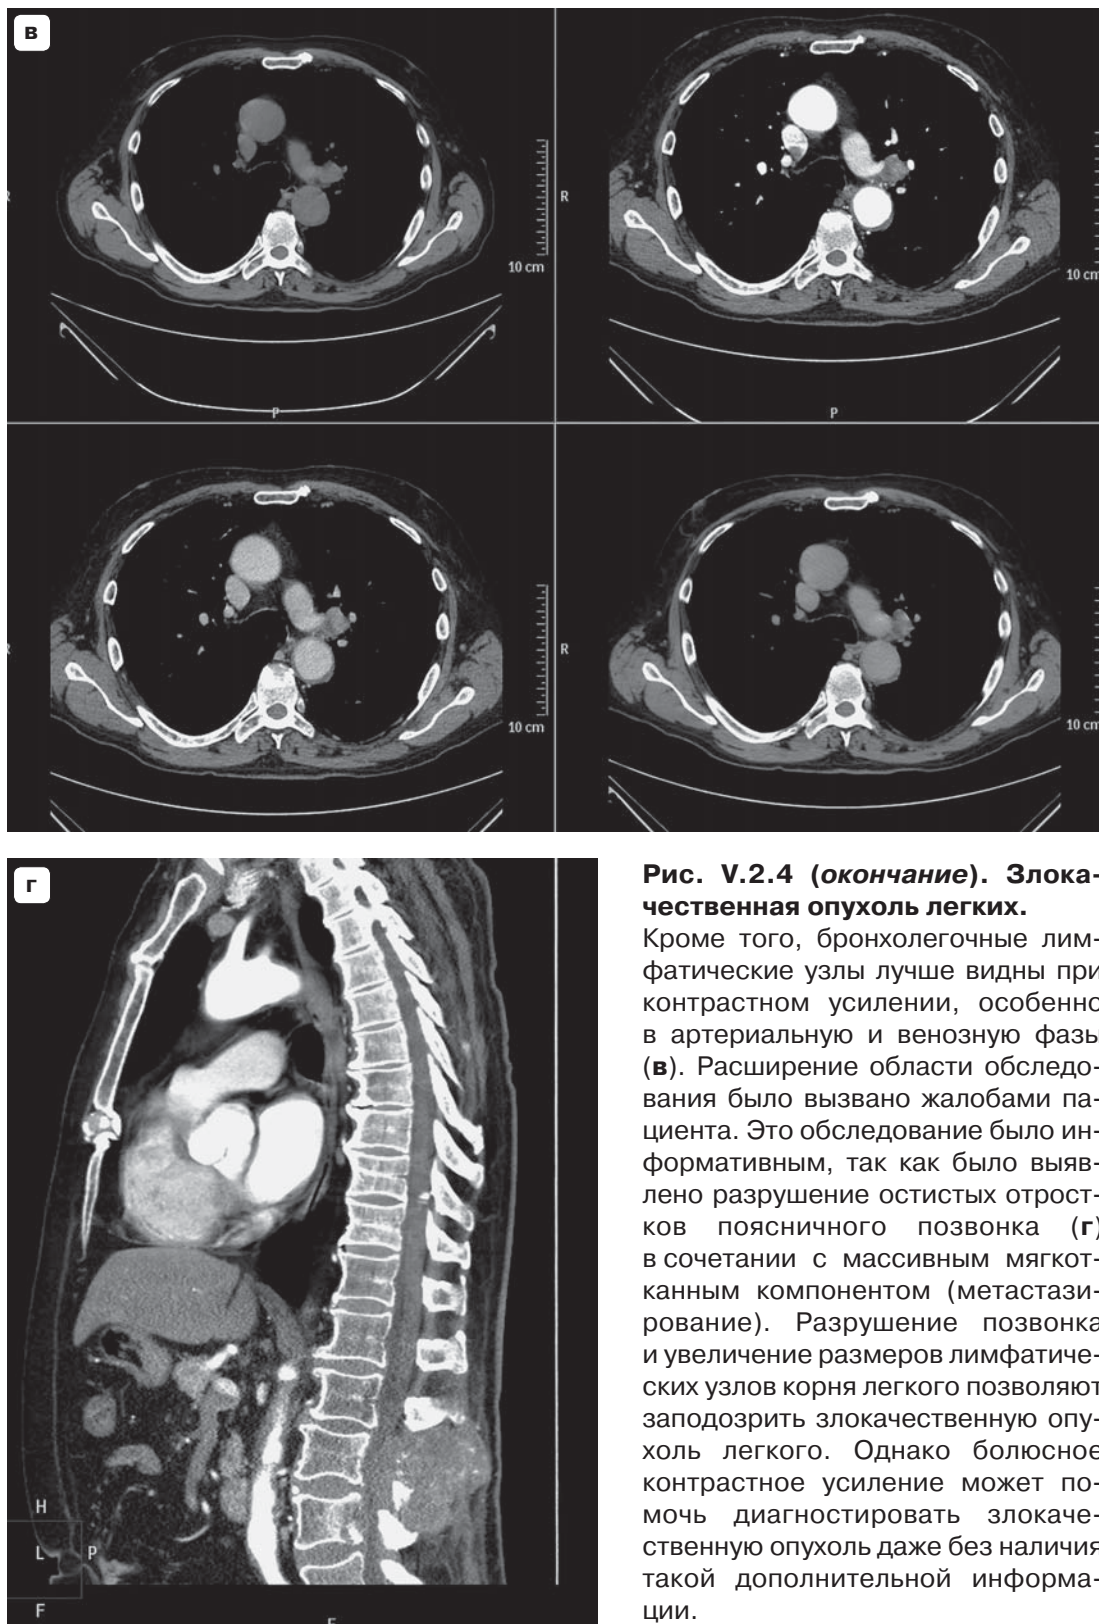 в
R
10 cm
P
R
10 cm
P
R
10 cm
R
10 cm
г
H
L
P
F
Рис. V.2.4 (окончание). Злока-
чественная опухоль легких.
Кроме того, бронхолегочные лим-
фатические узлы лучше видны при
контрастном усилении, особенно
в артериальную и венозную фазы
(в). Расширение области обследо-
вания было вызвано жалобами па-
циента. Это обследование было ин-
формативным, так как было выяв-
лено разрушение остистых отрост-
ков поясничного позвонка (г)
в сочетании с массивным мягкот-
канным компонентом (метастази-
рование). Разрушение позвонка
и увеличение размеров лимфатиче-
ских узлов корня легкого позволяют
заподозрить злокачественную опу-
холь легкого. Однако болюсное
контрастное усиление может по-
мочь диагностировать злокаче-
ственную опухоль даже без наличия
такой дополнительной информа-
ции.